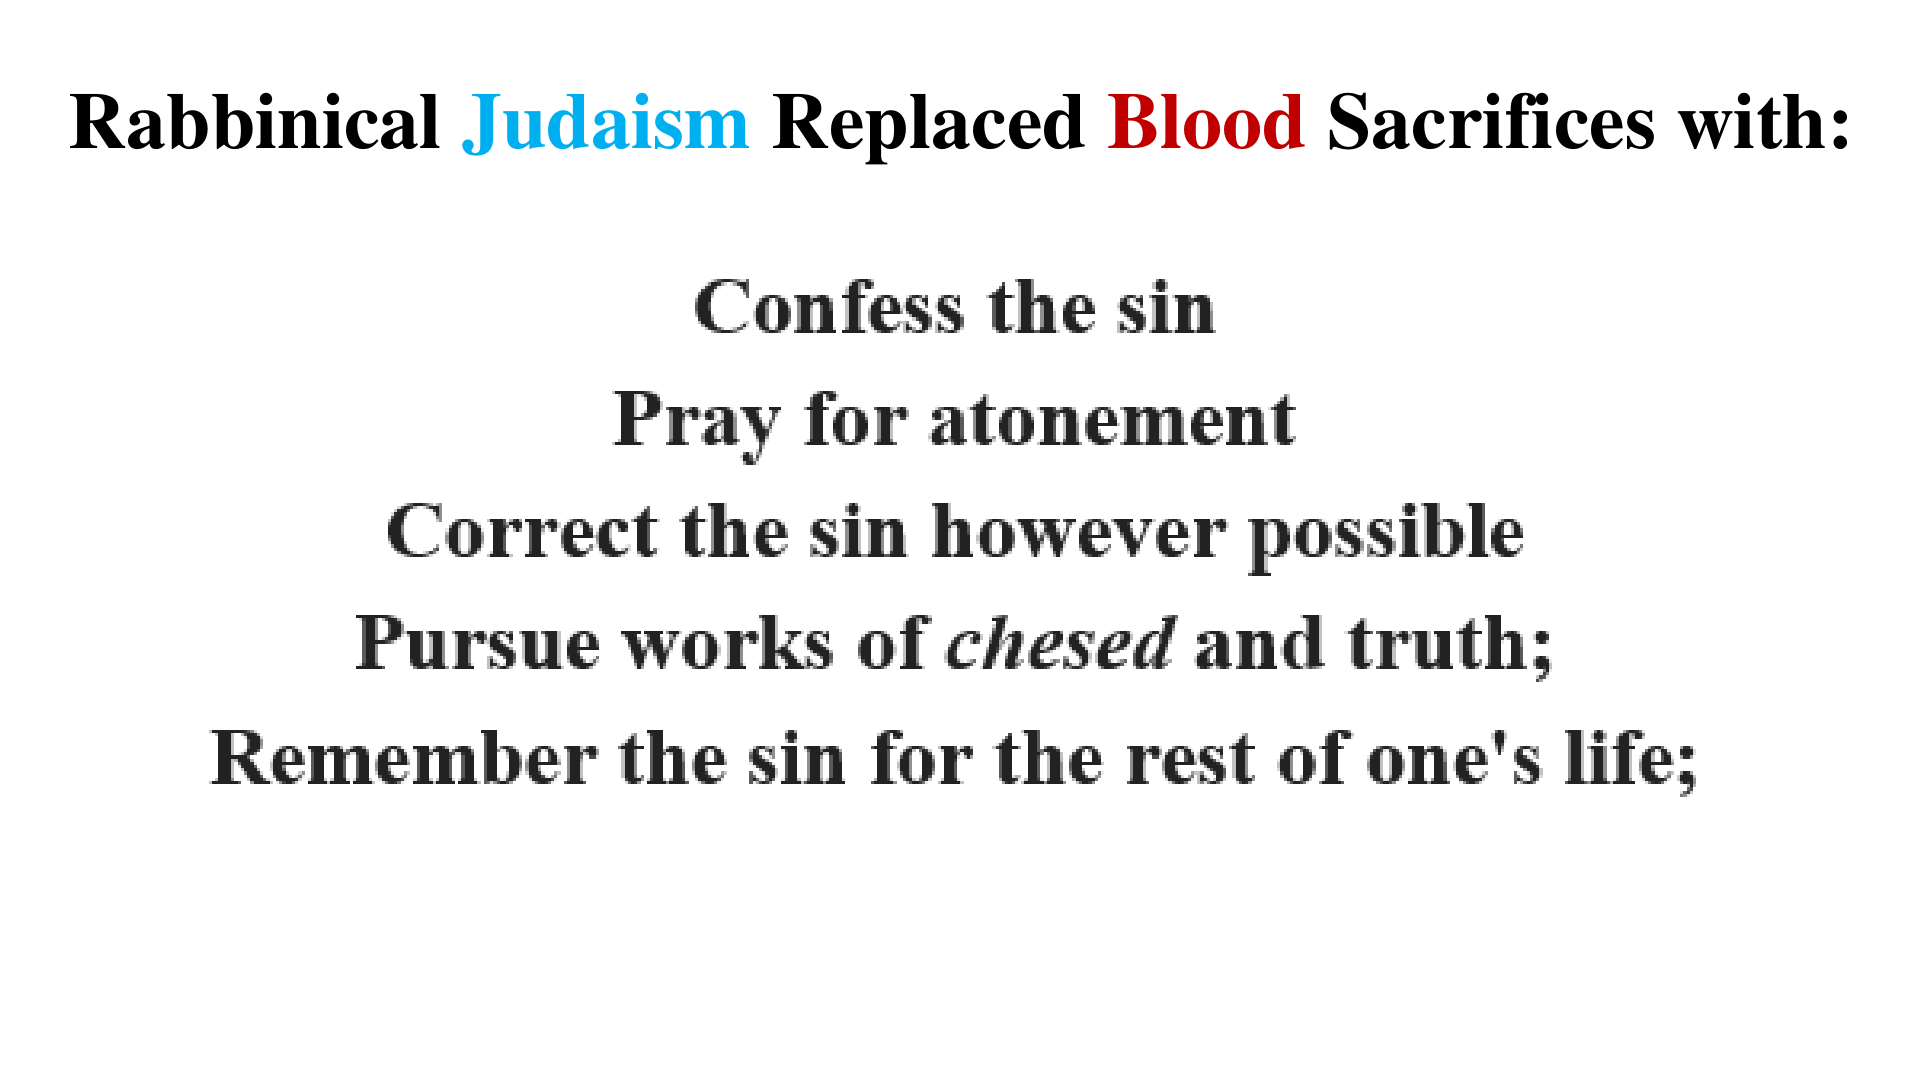 Rabbinical Judaism Replaced Blood Sacrifices with:
Confess the sin
Pray for atonement
Correct the sin however possible
Pursue works of chesed and truth;
Remember the sin for the rest of one's life;